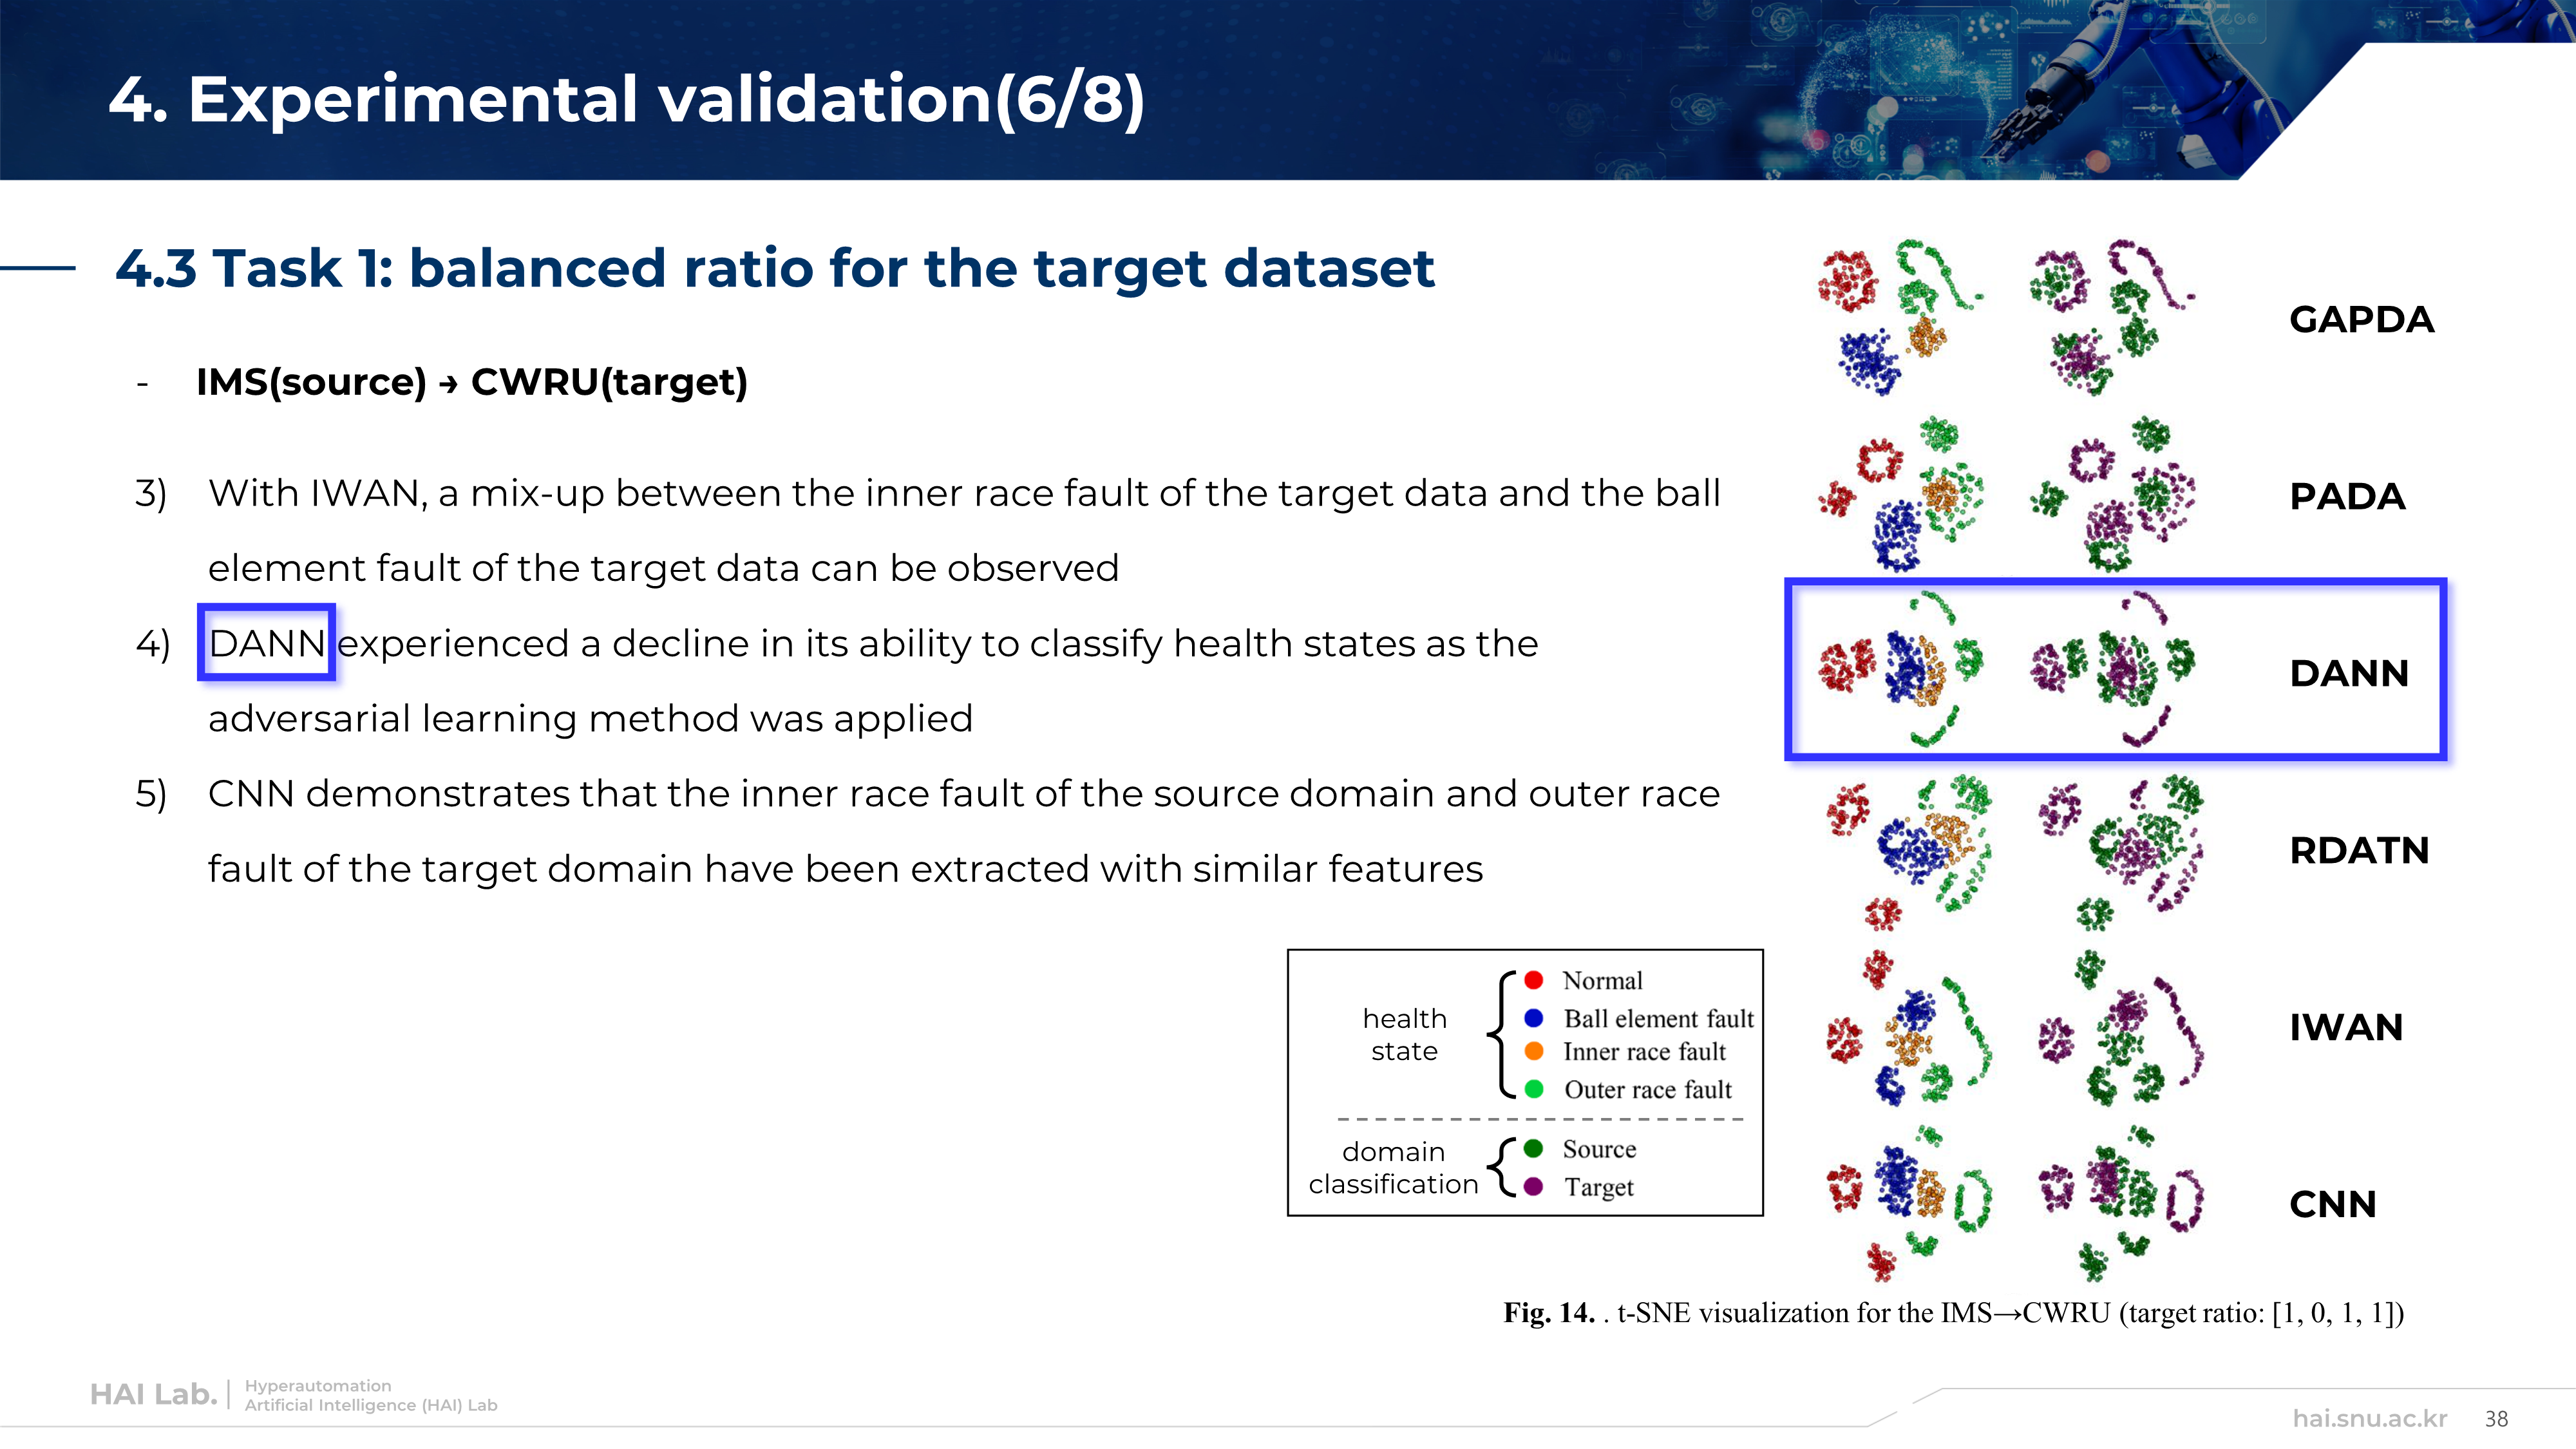 4. Experimental validation(6/8)
4.3 Task 1: balanced ratio for the target dataset
- IMS(source) → CWRU(target)
3) With IWAN, a mix-up between the inner race fault of the target data and the ball
element fault of the target data can be observed
4) DANN experienced a decline in its ability to classify health states as the
adversarial learning method was applied
5) CNN demonstrates that the inner race fault of the source domain and outer race
fault of the target domain have been extracted with similar features
GAPDA
PADA
DANN
RDATN
IWAN
CNN
health
state
Normal
Ball element fault
Inner race fault
Outer race fault
domain
classification
Source
Target
Fig. 14. . t-SNE visualization for the IMS→CWRU (target ratio: [1, 0, 1, 1])
HAI Lab.
Hyperautomation
Artificial Intelligence (HAI) Lab
hai.snu.ac.kr 38